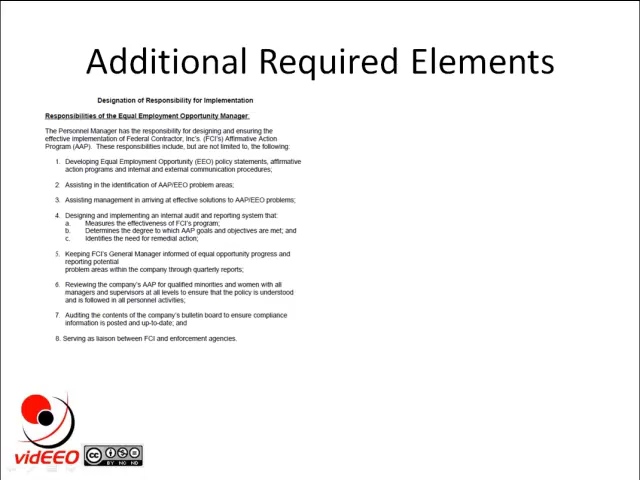 Additional Required Elements
Designation of Responsibility for Implementation
Responsibilities of the Equal Employment Opportunity Manager:
The Personnel Manager has the responsibility for designing and ensuring the
effective implementation of Federal Contractor, Inc's. (FCI's) Affirmative Action
Program (AAP). These responsibilities include, but are not limited to, the following:
1. Developing Equal Employment Opportunity (EEO) policy statements, affirmative
action programs and internal and external communication procedures;
2. Assisting in the identification of AAP/EEO problem areas;
3. Assisting management in arriving at effective solutions to AAP/EEO problems;
4. Designing and implementing an internal audit and reporting system that:
a. Measures the effectiveness of FCI's program;
b. Determines the degree to which AAP goals and objectives are met; and
c. Identifies the need for remedial action;
5. Keeping FCI's General Manager informed of equal opportunity progress and
reporting potential
problem areas within the company through quarterly reports;
6. Reviewing the company's AAP for qualified minorities and women with all
managers and supervisors at all levels to ensure that the policy is understood
and is followed in all personnel activities;
7. Auditing the contents of the company's bulletin board to ensure compliance
information is posted and up-to-date; and
8. Serving as liaison between FCI and enforcement agencies.
vidEEO
cc
BY NC ND